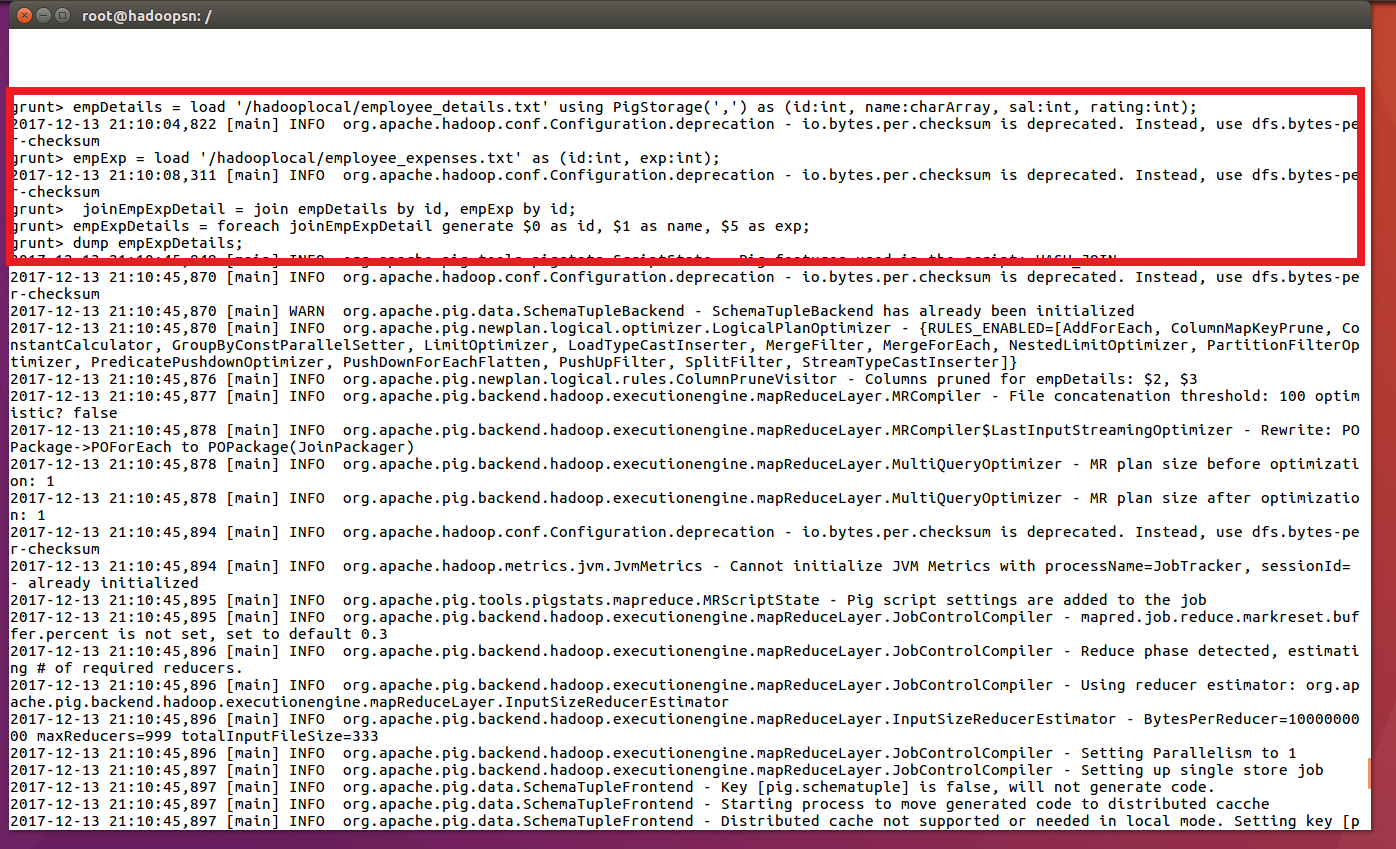 root@hadoopsn: /
grunt> empDetails = load '/hadooplocal/employee_details.txt' using PigStorage(',') as (id:int, name:charArray, sal:int, rating:int);
2017-12-13 21:10:04,822 [main] INFO  org.apache.hadoop.conf.Configuration.deprecation - io.bytes.per.checksum is deprecated. Instead, use dfs.bytes-pe
r-checksum
grunt> empExp = load '/hadooplocal/employee_expenses.txt' as (id:int, exp:int);
2017-12-13 21:10:08,311 [main] INFO  org.apache.hadoop.conf.Configuration.deprecation - io.bytes.per.checksum is deprecated. Instead, use dfs.bytes-pe
r-checksum
grunt>  joinEmpExpDetail = join empDetails by id, empExp by id;
grunt> empExpDetails = foreach joinEmpExpDetail generate $0 as id, $1 as name, $5 as exp;
grunt> dump empExpDetails;
[main] INFO  org.apache.pig.tools.pigstats.ScriptState - Pig features used in the script: HASH_JOIN
2017-12-13 21:10:45,870 [main] INFO  org.apache.hadoop.conf.Configuration.deprecation - io.bytes.per.checksum is deprecated. Instead, use dfs.bytes-pe
r-checksum
2017-12-13 21:10:45,870 [main] WARN  org.apache.pig.data.SchemaTupleBackend - SchemaTupleBackend has already been initialized
2017-12-13 21:10:45,870 [main] INFO  org.apache.pig.newplan.logical.optimizer.LogicalPlanOptimizer - {RULES_ENABLED=[AddForEach, ColumnMapKeyPrune, Co
nstantCalculator, GroupByConstParallelSetter, LimitOptimizer, LoadTypeCastInserter, MergeFilter, MergeForEach, NestedLimitOptimizer, PartitionFilterOp
timizer, PredicatePushdownOptimizer, PushDownForEachFlatten, PushUpFilter, SplitFilter, StreamTypeCastInserter]}
2017-12-13 21:10:45,876 [main] INFO  org.apache.pig.newplan.logical.rules.ColumnPruneVisitor - Columns pruned for empDetails: $2, $3
2017-12-13 21:10:45,877 [main] INFO  org.apache.pig.backend.hadoop.executionengine.mapReduceLayer.MRCompiler - File concatenation threshold: 100 optim
istic? false
2017-12-13 21:10:45,878 [main] INFO  org.apache.pig.backend.hadoop.executionengine.mapReduceLayer.MRCompiler$LastInputStreamingOptimizer - Rewrite: PO
Package->POForEach to POPackage(JoinPackager)
2017-12-13 21:10:45,878 [main] INFO  org.apache.pig.backend.hadoop.executionengine.mapReduceLayer.MultiQueryOptimizer - MR plan size before optimizati
on: 1
2017-12-13 21:10:45,878 [main] INFO  org.apache.pig.backend.hadoop.executionengine.mapReduceLayer.MultiQueryOptimizer - MR plan size after optimizatio
n: 1
2017-12-13 21:10:45,894 [main] INFO  org.apache.hadoop.conf.Configuration.deprecation - io.bytes.per.checksum is deprecated. Instead, use dfs.bytes-pe
r-checksum
2017-12-13 21:10:45,894 [main] INFO  org.apache.hadoop.metrics.jvm.JvmMetrics - Cannot initialize JVM Metrics with processName=JobTracker, sessionId=
- already initialized
2017-12-13 21:10:45,895 [main] INFO  org.apache.pig.tools.pigstats.mapreduce.MRScriptState - Pig script settings are added to the job
2017-12-13 21:10:45,895 [main] INFO  org.apache.pig.backend.hadoop.executionengine.mapReduceLayer.JobControlCompiler - mapred.job.reduce.markreset.buf
fer.percent is not set, set to default 0.3
2017-12-13 21:10:45,896 [main] INFO  org.apache.pig.backend.hadoop.executionengine.mapReduceLayer.JobControlCompiler - Reduce phase detected, estimati
ng # of required reducers.
2017-12-13 21:10:45,896 [main] INFO  org.apache.pig.backend.hadoop.executionengine.mapReduceLayer.JobControlCompiler - Using reducer estimator: org.ap
ache.pig.backend.hadoop.executionengine.mapReduceLayer.InputSizeReducerEstimator
2017-12-13 21:10:45,896 [main] INFO  org.apache.pig.backend.hadoop.executionengine.mapReduceLayer.InputSizeReducerEstimator - BytesPerReducer=10000000
00 maxReducers=999 totalInputFileSize=333
2017-12-13 21:10:45,896 [main] INFO  org.apache.pig.backend.hadoop.executionengine.mapReduceLayer.JobControlCompiler - Setting Parallelism to 1
2017-12-13 21:10:45,897 [main] INFO  org.apache.pig.backend.hadoop.executionengine.mapReduceLayer.JobControlCompiler - Setting up single store job
2017-12-13 21:10:45,897 [main] INFO  org.apache.pig.data.SchemaTupleFrontend - Key [pig.schematuple] is false, will not generate code.
2017-12-13 21:10:45,897 [main] INFO  org.apache.pig.data.SchemaTupleFrontend - Starting process to move generated code to distributed cacche
2017-12-13 21:10:45,897 [main] INFO  org.apache.pig.data.SchemaTupleFrontend - Distributed cache not supported or needed in local mode. Setting key [p